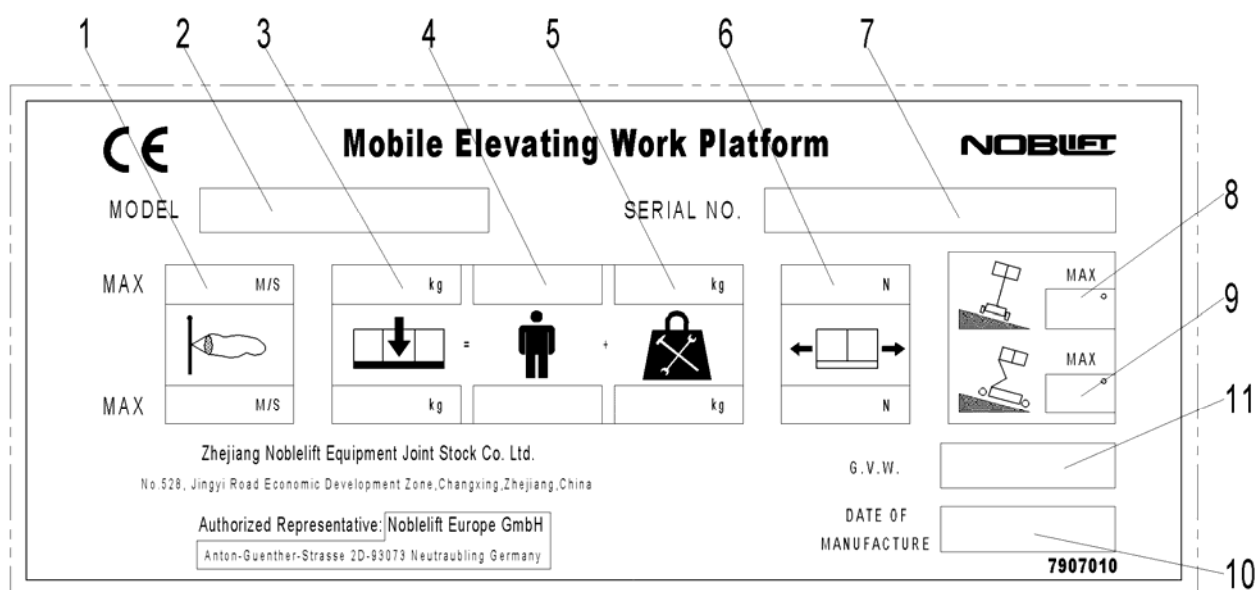 1 2 3 4 5 6 7
CE Mobile Elevating Work Platform NOBLIFT
MODEL SERIAL NO.
8
MAX M/S kg kg N MAX
°
9
= +
MAX
°
MAX M/S kg kg N
11
Zhejiang Noblelift Equipment Joint Stock Co. Ltd.
G.V.W.
No.528, Jingyi Road Economic Development Zone,Changxing,Zhejiang,China
Authorized Representative: Noblelift Europe GmbH
DATE OF
MANUFACTURE
Anton-Guenther-Strasse 2D-93073 Neutraubling Germany
7907010
10